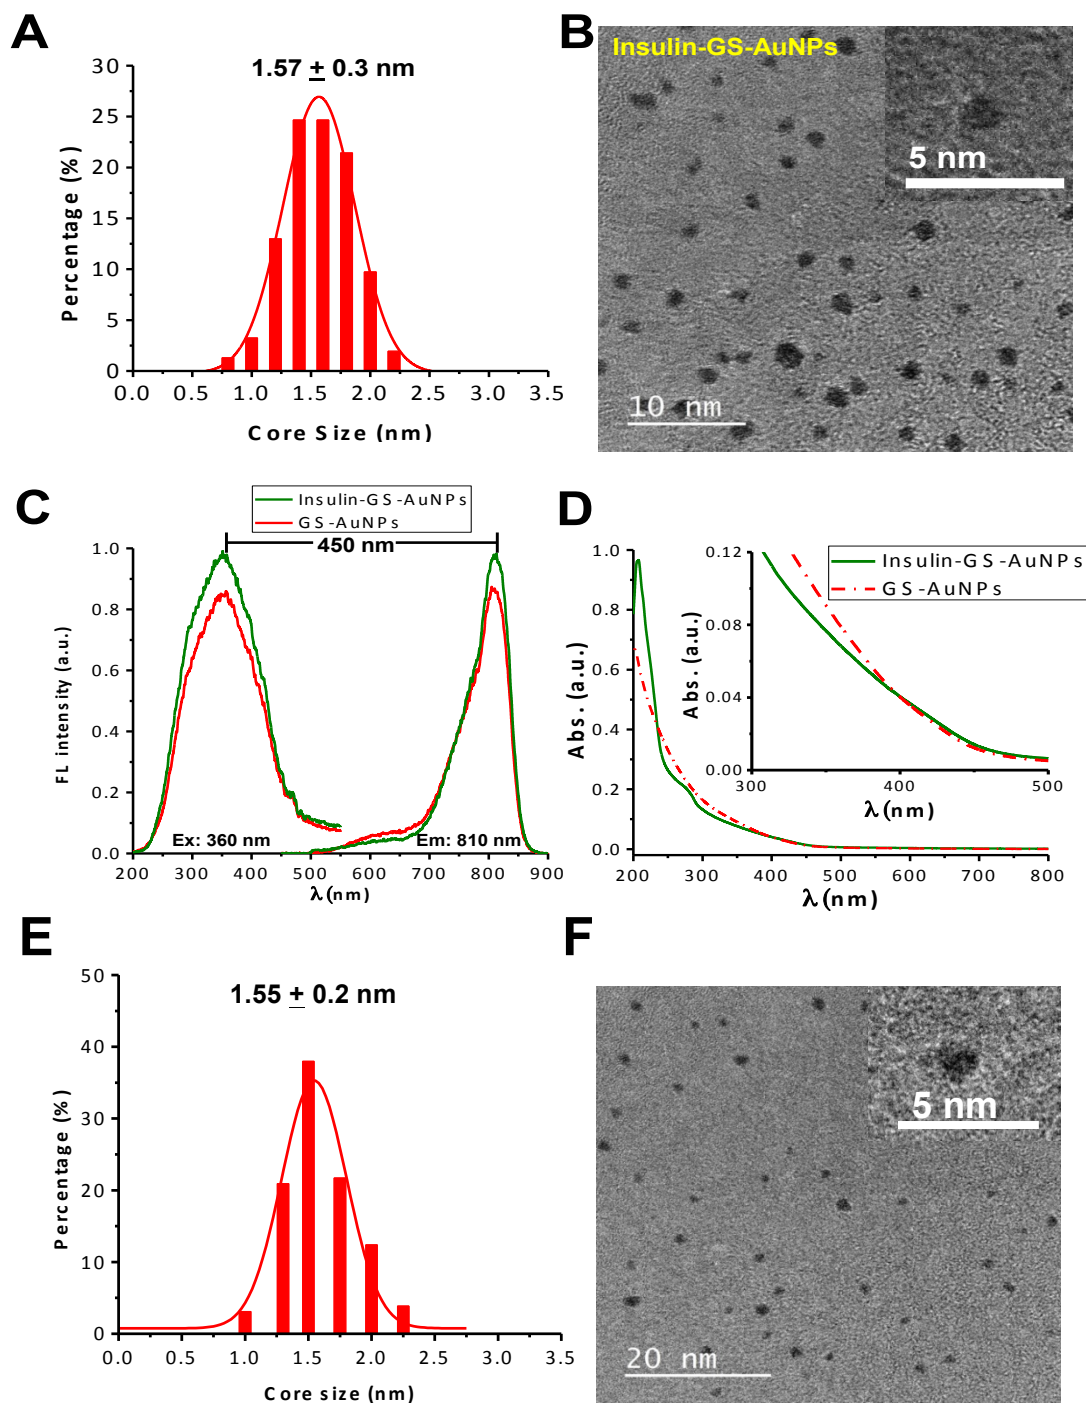 A
1.57 ± 0.3 nm
30
25
20
15
10
5
0
Percentage (%)
0.0 0.5 1.0 1.5 2.0 2.5 3.0 3.5
Core Size (nm)
B
Insulin-GS-AuNPs
5 nm
10 nm
C
Insulin-GS-AuNPs
GS-AuNPs
450 nm
1.0
0.8
0.6
0.4
0.2
0.0
FL intensity (a.u.)
Ex: 360 nm
Em: 810 nm
200 300 400 500 600 700 800 900
λ(nm)
D
Insulin-GS-AuNPs
GS-AuNPs
0.12
0.08
0.04
0.00
Abs. (a.u.)
300 400 500
λ(nm)
1.0
0.8
0.6
0.4
0.2
0.0
Abs. (a.u.)
200 300 400 500 600 700 800
λ(nm)
E
1.55 ± 0.2 nm
50
40
30
20
10
0
Percentage (%)
0.0 0.5 1.0 1.5 2.0 2.5 3.0 3.5
Core size (nm)
F
5 nm
20 nm